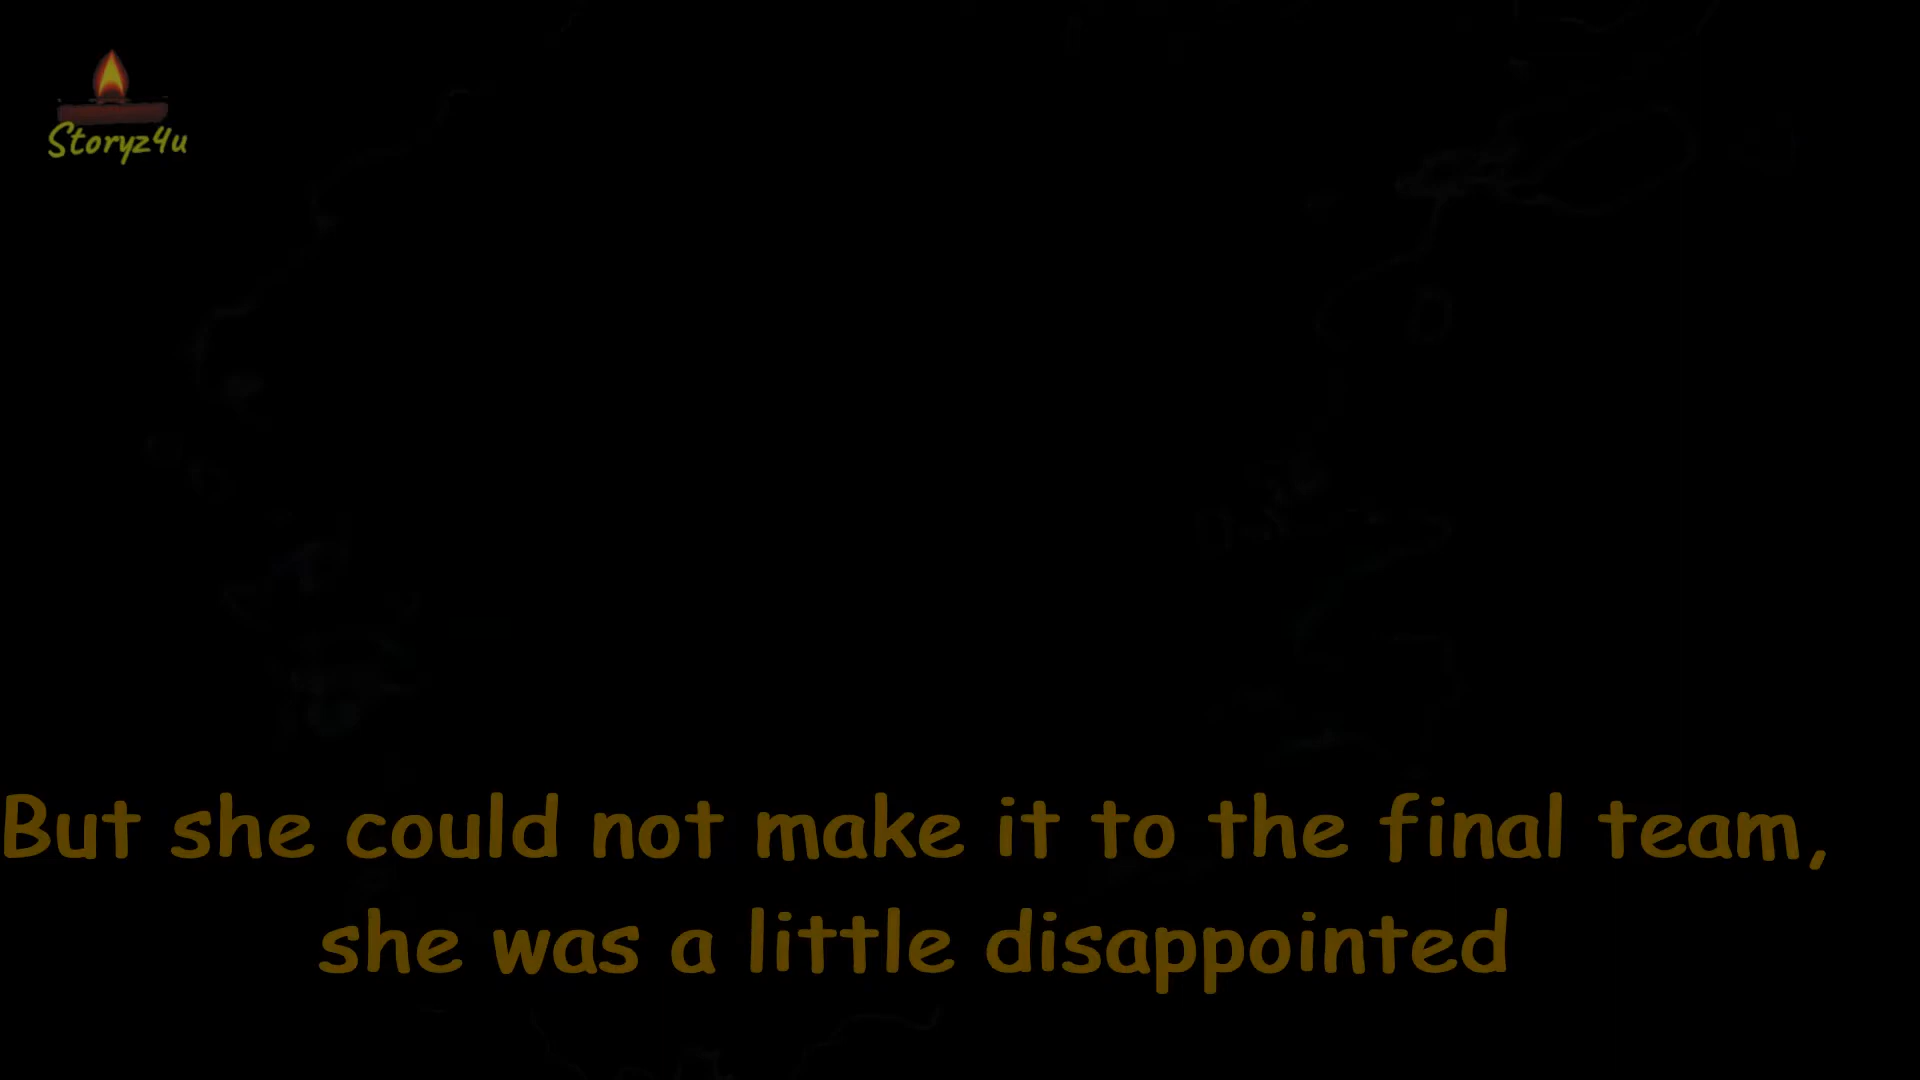 Storyz4u
But she could not make it to the final team,
she was a little disappointed